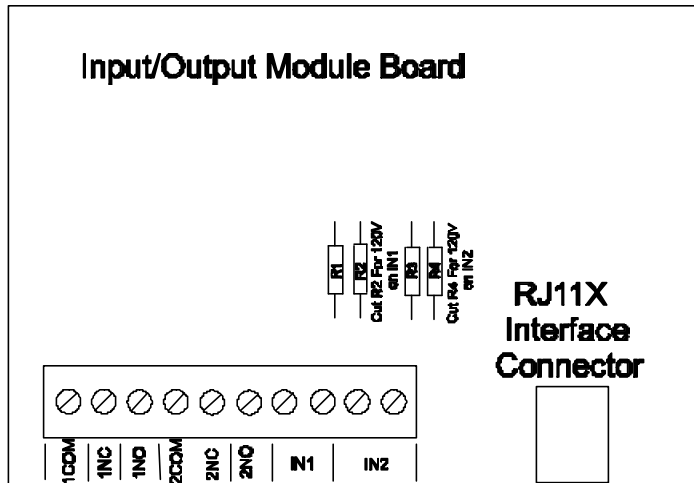 Input/Output Module Board
R1
R2
Cut R2 For 120V
on IN1
R3
R4
Cut R4 For 120V
on IN2
RJ11X
Interface
Connector
1COM
1NC
1NO
2COM
2NC
2NO
IN1
IN2